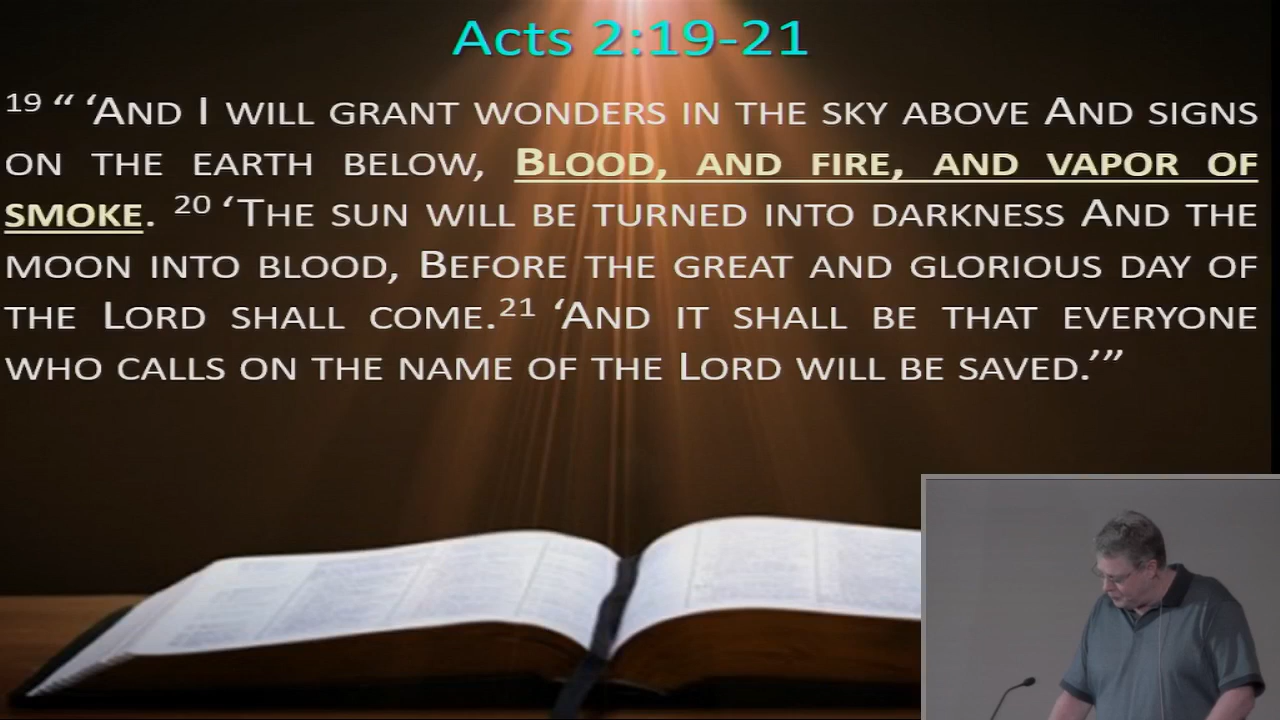 Acts 2:19-21
19 “ ‘And I will grant wonders in the sky above And signs
on the earth below, Blood, and fire, and vapor of
smoke. 20 ‘The sun will be turned into darkness And the
moon into blood, Before the great and glorious day of
the Lord shall come.21 ‘And it shall be that everyone
who calls on the name of the Lord will be saved.’”